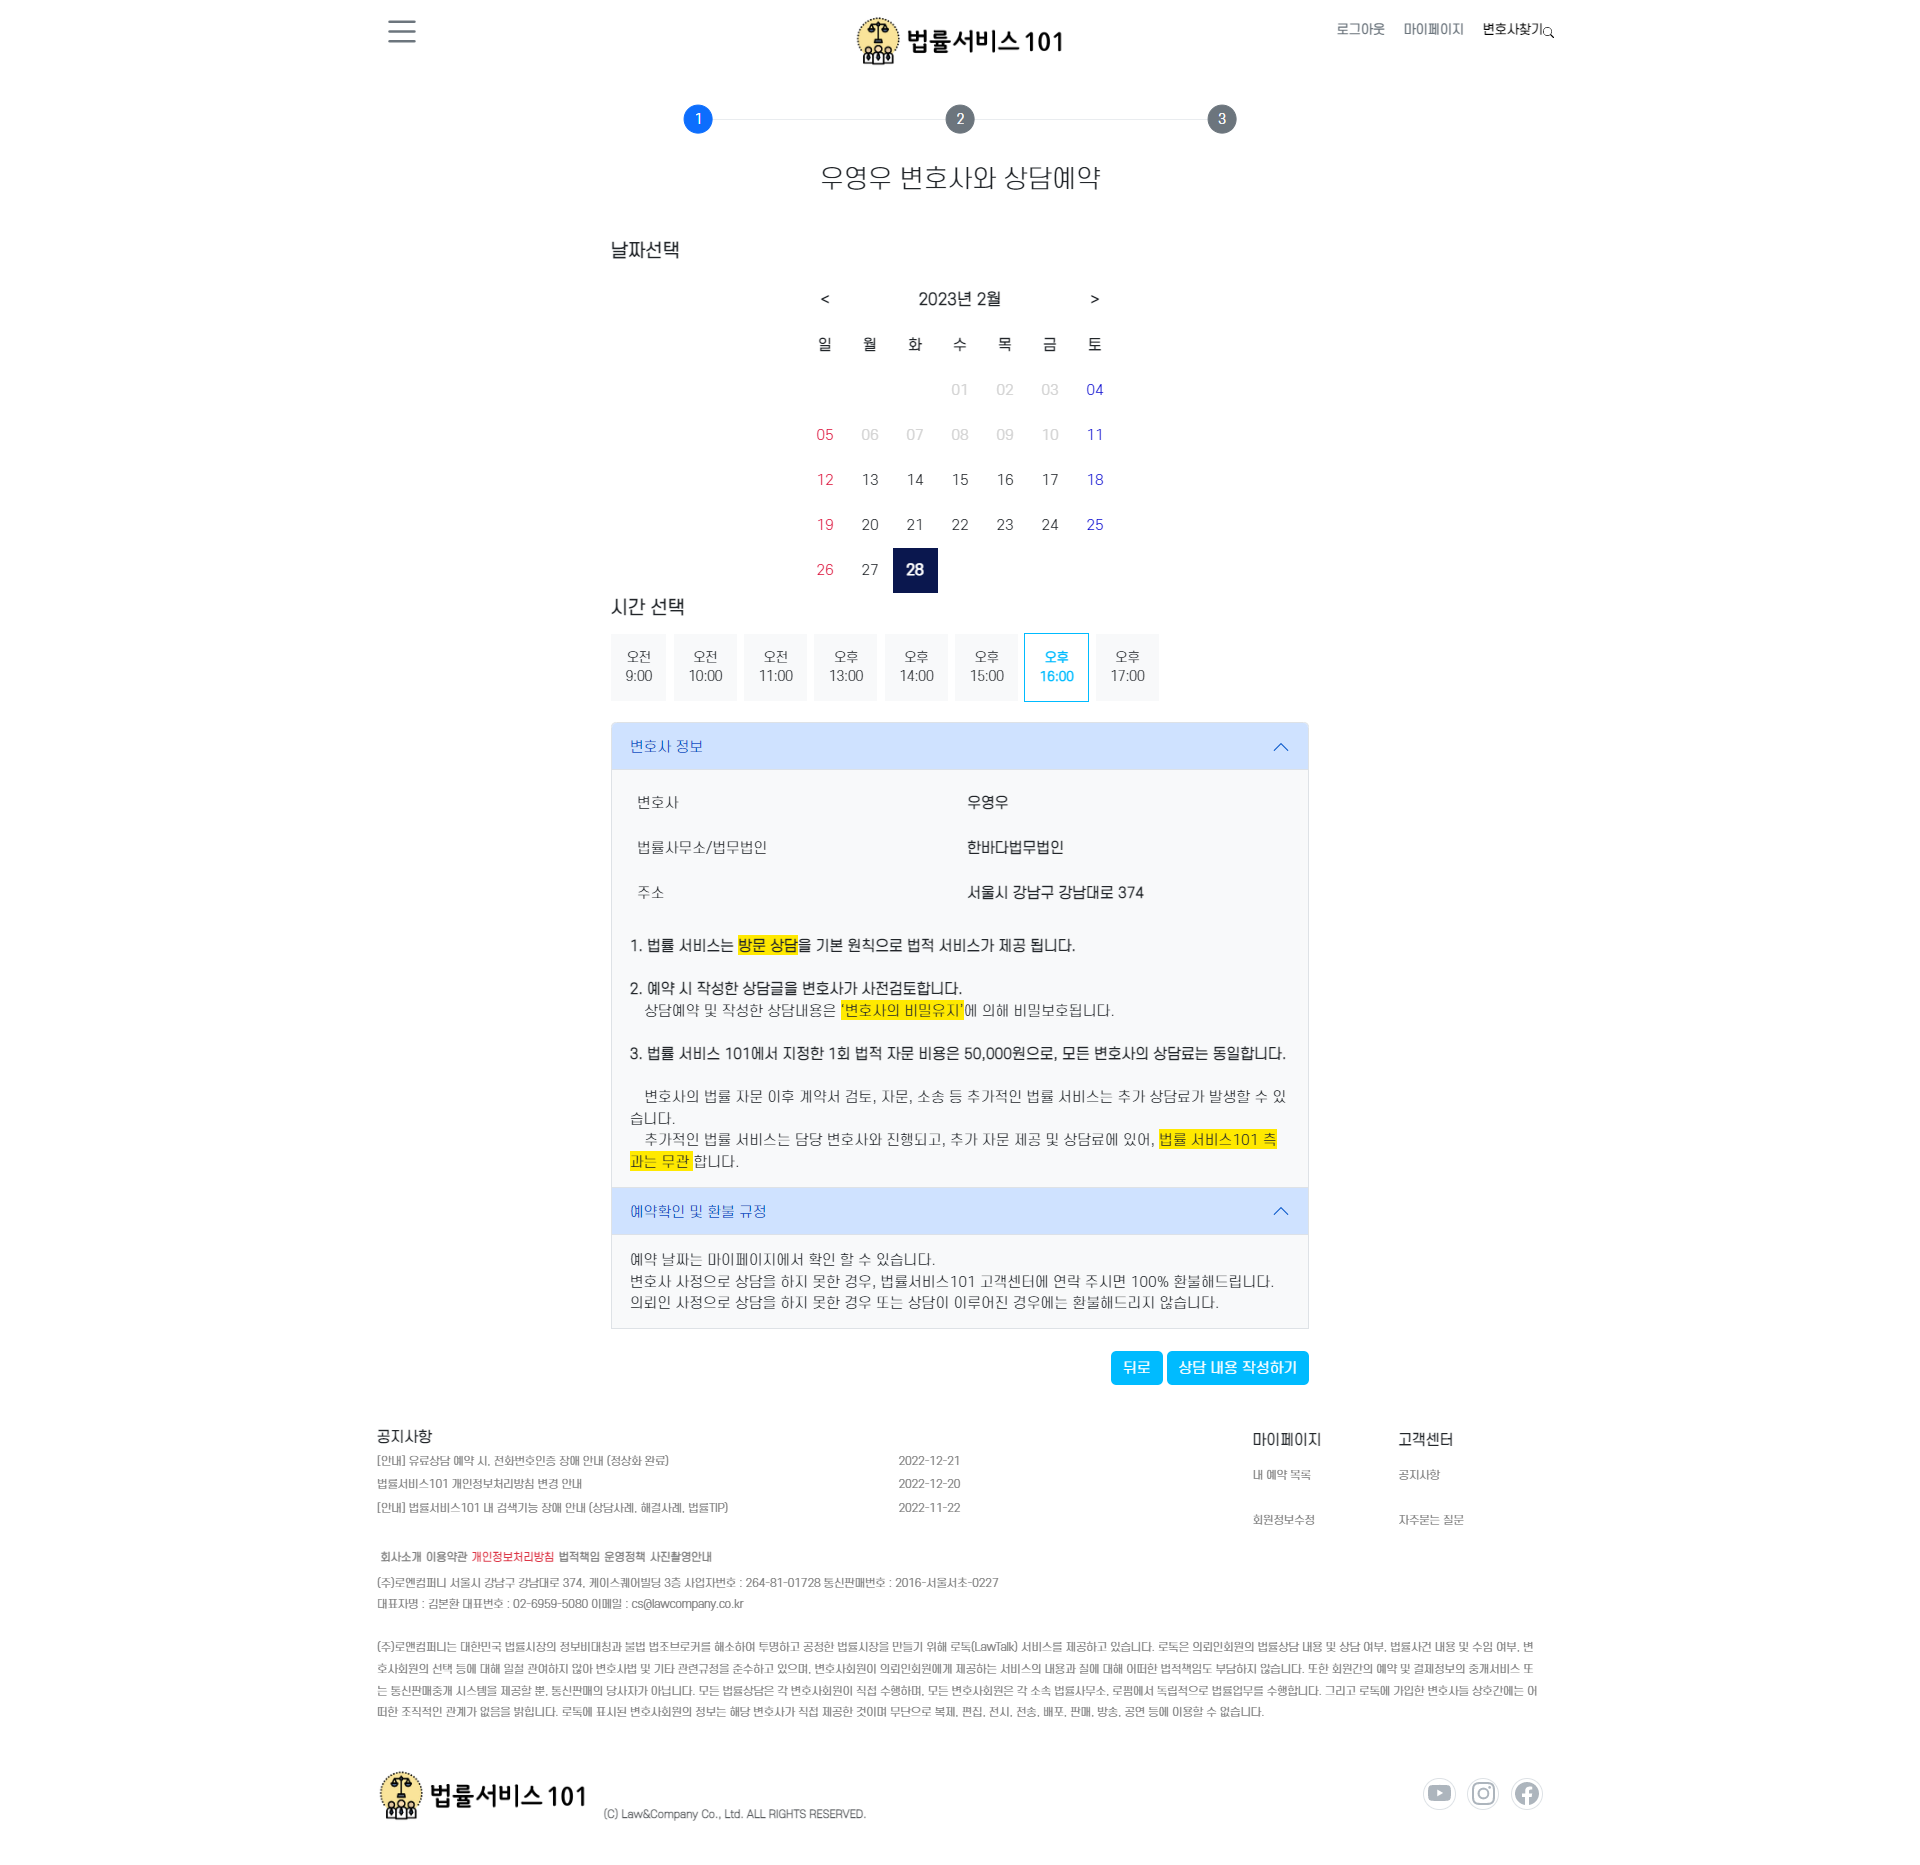 법률서비스 101
로그아웃 마이페이지 변호사찾기
1 2 3
우영우 변호사와 상담예약
날짜선택
< 2023년 2월 >
일 월 화 수 목 금 토
01 02 03 04
05 06 07 08 09 10 11
12 13 14 15 16 17 18
19 20 21 22 23 24 25
26 27 28
시간 선택
오전 오전 오전 오후 오후 오후 오후 오후
9:00 10:00 11:00 13:00 14:00 15:00 16:00 17:00
변호사 정보
변호사 우영우
법률사무소/법무법인 한바다법무법인
주소 서울시 강남구 강남대로 374
1. 법률 서비스는 방문 상담을 기본 원칙으로 법적 서비스가 제공 됩니다.
2. 예약 시 작성한 상담글을 변호사가 사전검토합니다.
상담예약 및 작성한 상담내용은 '변호사의 비밀유지'에 의해 비밀보호됩니다.
3. 법률 서비스 101에서 지정한 1회 법적 자문 비용은 50,000원으로, 모든 변호사의 상담료는 동일합니다.
변호사의 법률 자문 이후 계약서 검토, 자문, 소송 등 추가적인 법률 서비스는 추가 상담료가 발생할 수 있
습니다.
추가적인 법률 서비스는 담당 변호사와 진행되고, 추가 자문 제공 및 상담료에 있어, 법률 서비스101 측
과는 무관 합니다.
예약확인 및 환불 규정
예약 날짜는 마이페이지에서 확인 할 수 있습니다.
변호사 사정으로 상담을 하지 못한 경우, 법률서비스101 고객센터에 연락 주시면 100% 환불해드립니다.
의뢰인 사정으로 상담을 하지 못한 경우 또는 상담이 이루어진 경우에는 환불해드리지 않습니다.
뒤로 상담 내용 작성하기
공지사항
[안내] 유료상담 예약 시, 전화번호인증 장애 안내 (정상화 완료) 2022-12-21
법률서비스101 개인정보처리방침 변경 안내 2022-12-20
[안내] 법률서비스101 내 검색기능 장애 안내 (상담사례, 해결사례, 법률TIP) 2022-11-22
마이페이지 고객센터
내 예약 목록 공지사항
회원정보수정 자주묻는 질문
회사소개 이용약관 개인정보처리방침 법적책임 운영정책 사진촬영안내
(주)로앤컴퍼니 서울시 강남구 강남대로 374, 케이스퀘어빌딩 3층 사업자번호 : 264-81-01728 통신판매번호 : 2016-서울서초-0227
대표자명 : 김본환 대표번호 : 02-6959-5080 이메일 : cs@lawcompany.co.kr
(주)로앤컴퍼니는 대한민국 법률시장의 정보비대칭과 불법 법조브로커를 해소하여 투명하고 공정한 법률시장을 만들기 위해 로톡(LawTalk) 서비스를 제공하고 있습니다. 로톡은 의뢰인회원의 법률상담 내용 및 상담 여부, 법률사건 내용 및 수임 여부, 변
호사회원의 선택 등에 대해 일절 관여하지 않아 변호사법 및 기타 관련규정을 준수하고 있으며, 변호사회원이 의뢰인회원에게 제공하는 서비스의 내용과 질에 대해 어떠한 법적책임도 부담하지 않습니다. 또한 회원간의 예약 및 결제정보의 중개서비스 또
는 통신판매중개 시스템을 제공할 뿐, 통신판매의 당사자가 아닙니다. 모든 법률상담은 각 변호사회원이 직접 수행하며, 모든 변호사회원은 각 소속 법률사무소, 로펌에서 독립적으로 법률업무를 수행합니다. 그리고 로톡에 가입한 변호사들 상호간에는 어
떠한 조직적인 관계가 없음을 밝힙니다. 로톡에 표시된 변호사회원의 정보는 해당 변호사가 직접 제공한 것이며 무단으로 복제, 편집, 전시, 전송, 배포, 판매, 방송, 공연 등에 이용할 수 없습니다.
법률서비스 101 (C) Law&Company Co., Ltd. ALL RIGHTS RESERVED.